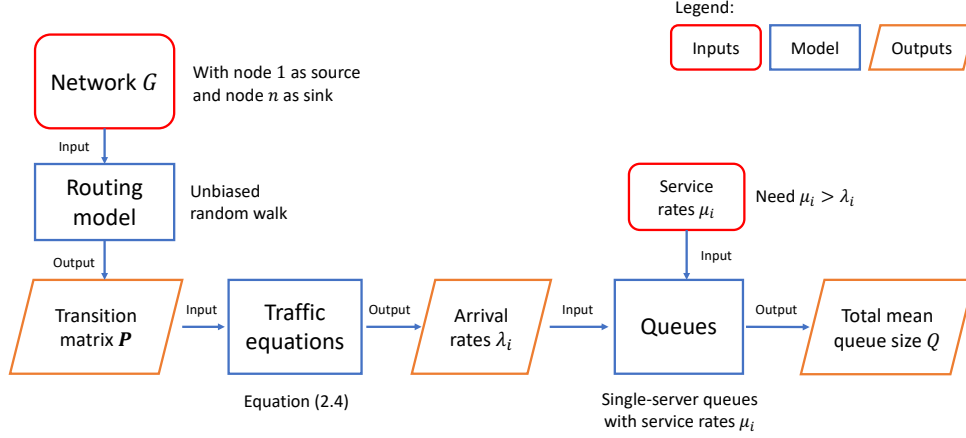 Legend:
Inputs
Model
Outputs
Network G
With node 1 as source
and node n as sink
Input
Routing
model
Unbiased
random walk
Output
Service
rates μᵢ
Need μᵢ > λᵢ
Input
Transition
matrix P
Input
Traffic
equations
Output
Arrival
rates λᵢ
Input
Queues
Output
Total mean
queue size Q
Equation (2.4)
Single-server queues
with service rates μᵢ